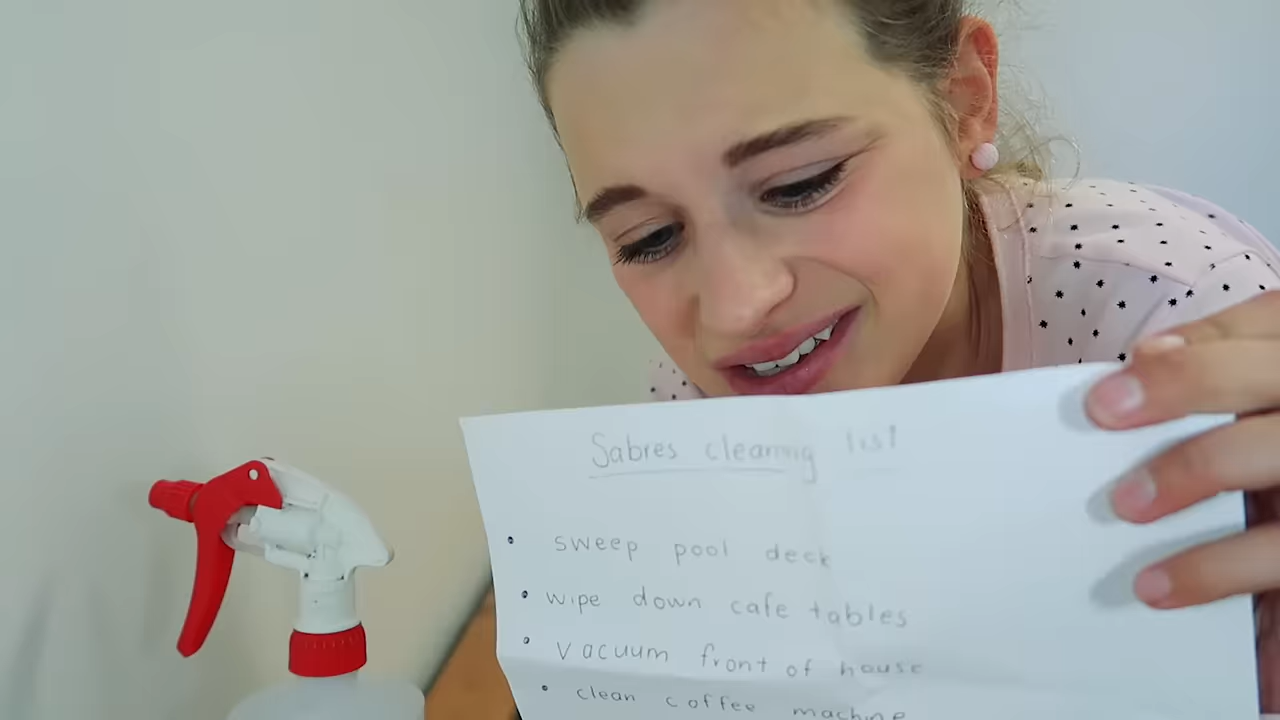 Sabres cleaning list
• sweep pool deck
• wipe down cafe tables
• vacuum front of house
• clean coffee machine